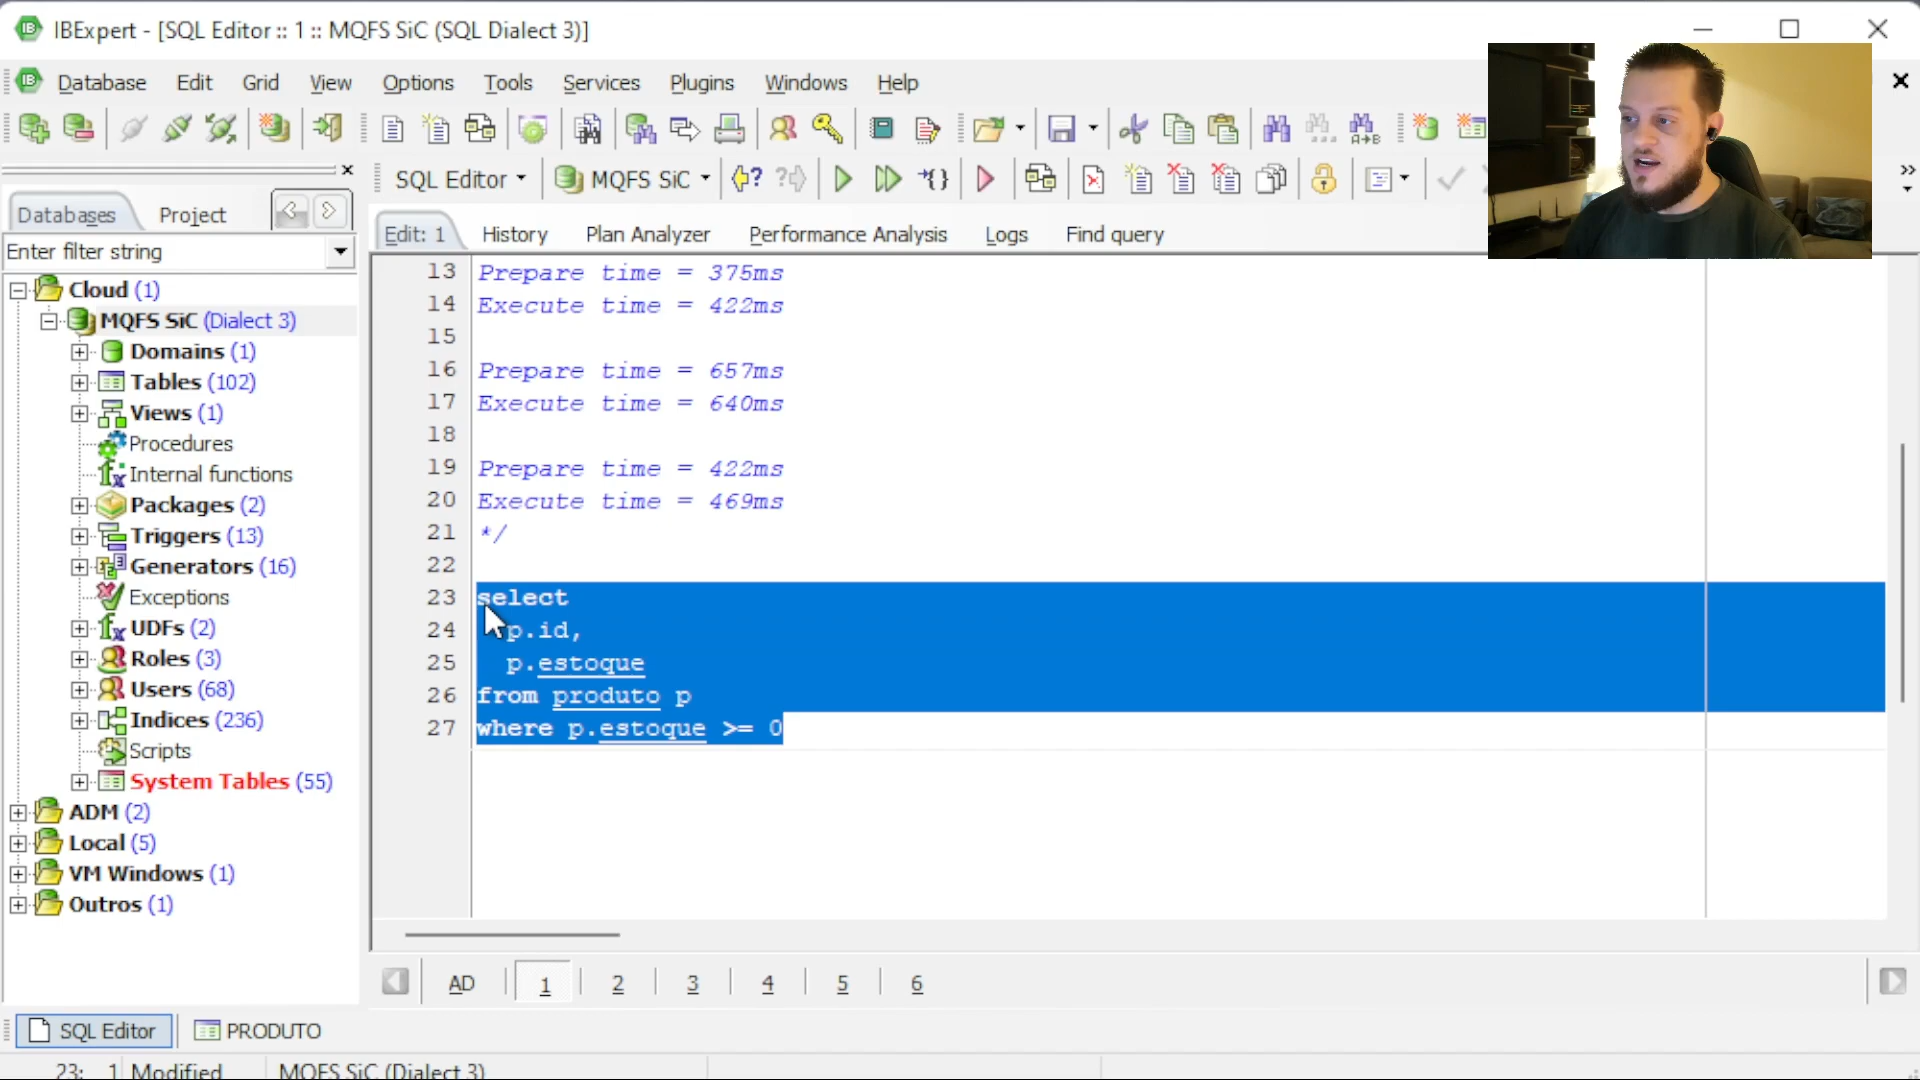 IBExpert - [SQL Editor :: 1 :: MQFS SiC (SQL Dialect 3)]
Database Edit Grid View Options Tools Services Plugins Windows Help
SQL Editor MQFS SiC
Databases Project
Enter filter string
Edit: 1 History Plan Analyzer Performance Analysis Logs Find query
Cloud (1)
MQFS SiC (Dialect 3)
Domains (1)
Tables (102)
Views (1)
Procedures
Internal functions
Packages (2)
Triggers (13)
Generators (16)
Exceptions
UDFs (2)
Roles (3)
Users (68)
Indices (236)
Scripts
System Tables (55)
ADM (2)
Local (5)
VM Windows (1)
Outros (1)
13 Prepare time = 375ms
14 Execute time = 422ms
15
16 Prepare time = 657ms
17 Execute time = 640ms
18
19 Prepare time = 422ms
20 Execute time = 469ms
21 */
22
23 select
24 p.id,
25 p.estoque
26 from produto p
27 where p.estoque >= 0
AD 1 2 3 4 5 6
SQL Editor PRODUTO
23: 1 Modified MQFS SiC (Dialect 3)